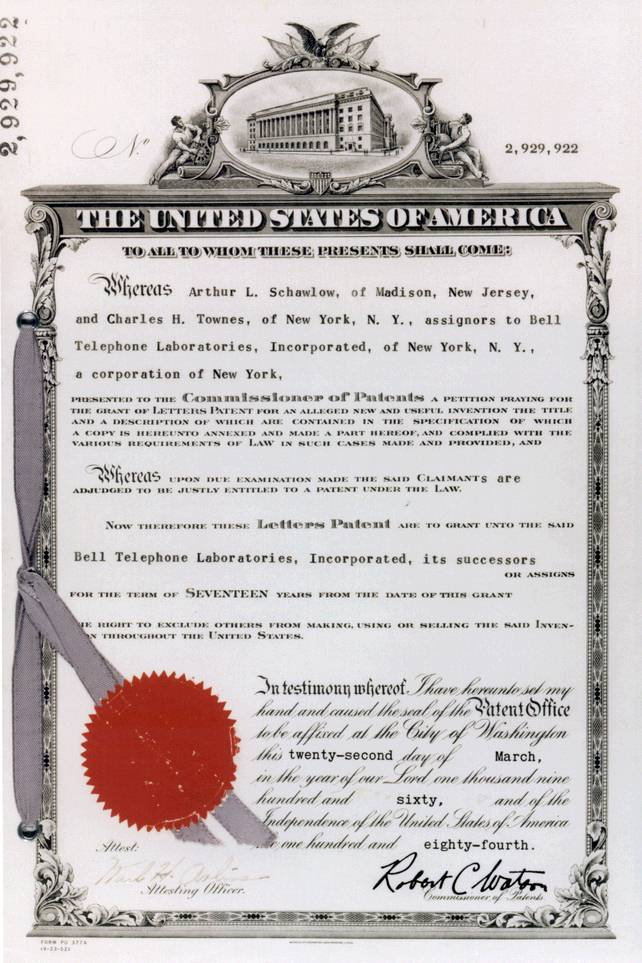 2,929,922
No
2,929,922
THE UNITED STATES OF AMERICA
TO ALL TO WHOM THESE PRESENTS SHALL COME:
Whereas Arthur L. Schawlow, of Madison, New Jersey,
and Charles H. Townes, of New York, N. Y., assignors to Bell
Telephone Laboratories, Incorporated, of New York, N. Y.,
a corporation of New York,
PRESENTED TO THE Commissioner of Patents A PETITION PRAYING FOR
THE GRANT OF LETTERS PATENT FOR AN ALLEGED NEW AND USEFUL INVENTION THE TITLE
AND A DESCRIPTION OF WHICH ARE CONTAINED IN THE SPECIFICATION OF WHICH
A COPY IS HEREUNTO ANNEXED AND MADE A PART HEREOF, AND COMPLIED WITH THE
VARIOUS REQUIREMENTS OF LAW IN SUCH CASES MADE AND PROVIDED, AND
Whereas UPON DUE EXAMINATION MADE THE SAID CLAIMANTS are
ADJUDGED TO BE JUSTLY ENTITLED TO A PATENT UNDER THE LAW.
NOW THEREFORE THESE Letters Patent ARE TO GRANT UNTO THE SAID
Bell Telephone Laboratories, Incorporated, its successors
OR ASSIGNS
FOR THE TERM OF SEVENTEEN YEARS FROM THE DATE OF THIS GRANT
HE RIGHT TO EXCLUDE OTHERS FROM MAKING, USING OR SELLING THE SAID INVEN-
ON THROUGHOUT THE UNITED STATES.
In testimony whereof I have hereunto set my
hand and caused the seal of the Patent Office
to be affixed at the City of Washington
this twenty-second day of March,
in the year of our Lord one thousand nine
hundred and sixty, and of the
Independence of the United States of America
one hundred and eighty-fourth.
Attest:
Attesting Officer.
Robert C Watson
Commissioner of Patents
FORM PO 377A